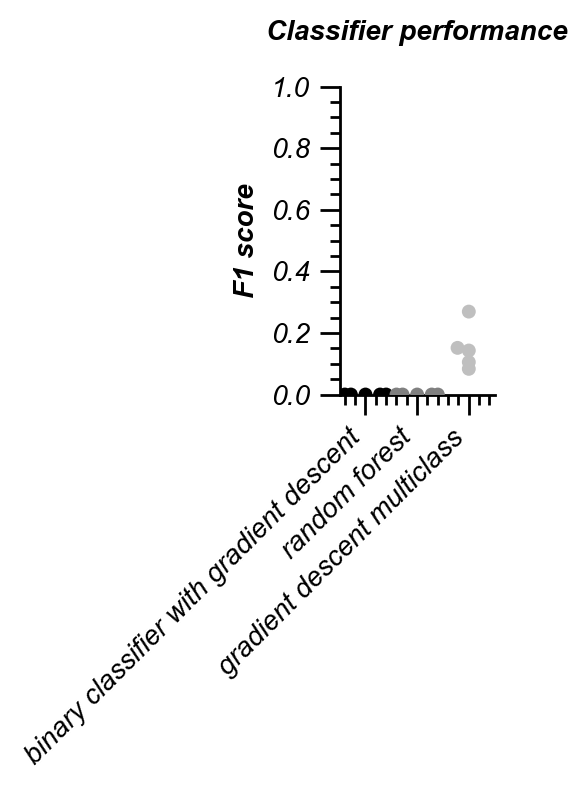 Classifier performance
1.0
0.8
0.6
0.4
0.2
0.0
F1 score
binary classifier with gradient descent
random forest
gradient descent multiclass